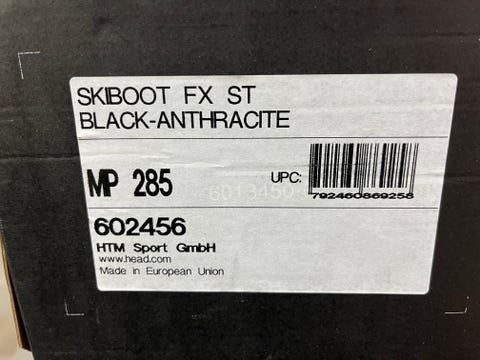 SKIBOOT FX ST
BLACK-ANTHRACITE
MP 285
UPC:
792460869258
602456
HTM Sport GmbH
www.head.com
Made in European Union